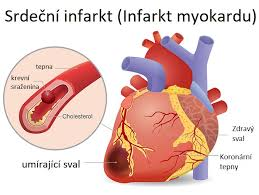 Srdeční infarkt (Infarkt myokardu)
tepna
krevní
sraženina
Cholesterol
umírající sval
Zdravý
sval
Koronární
tepny